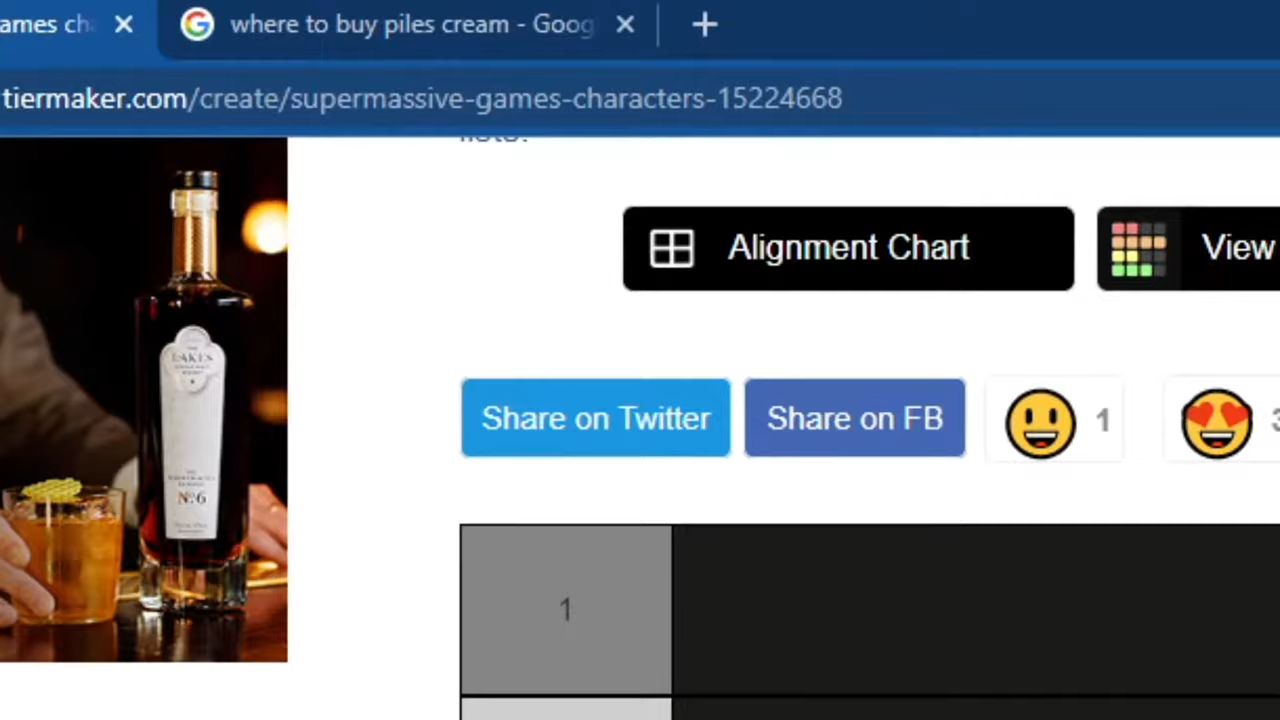 ames ch
where to buy piles cream - Goog
tiermaker.com/create/supermassive-games-characters-15224668
Alignment Chart
View
Share on Twitter
Share on FB
1
LAKES
№6
1